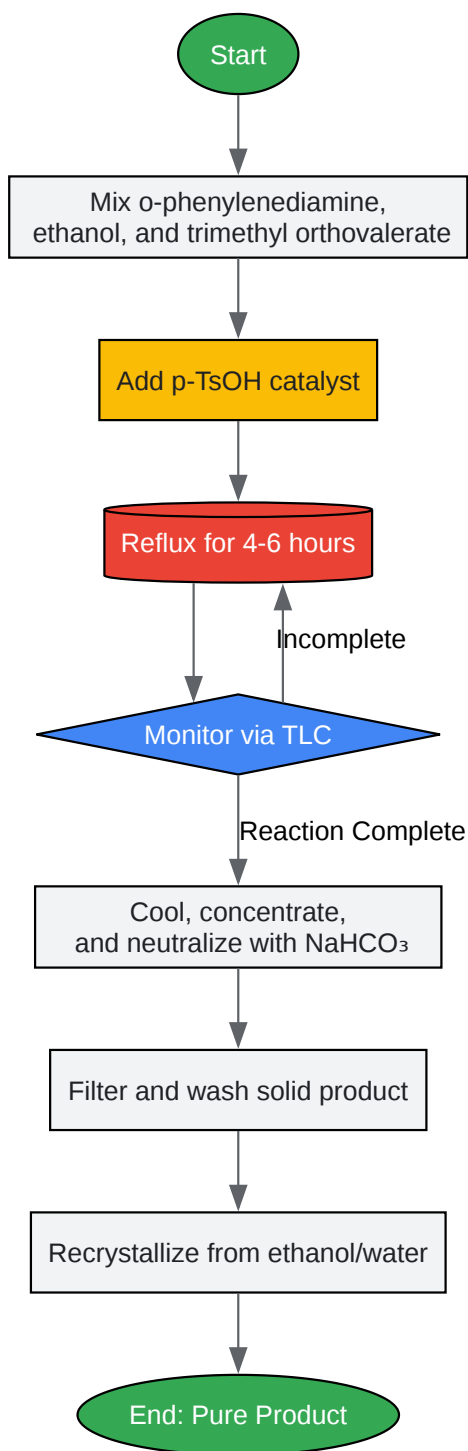 Start
Mix o-phenylenediamine,
ethanol, and trimethyl orthovalerate
Add p-TsOH catalyst
Reflux for 4-6 hours
Incomplete
Monitor via TLC
Reaction Complete
Cool, concentrate,
and neutralize with NaHCO₃
Filter and wash solid product
Recrystallize from ethanol/water
End: Pure Product